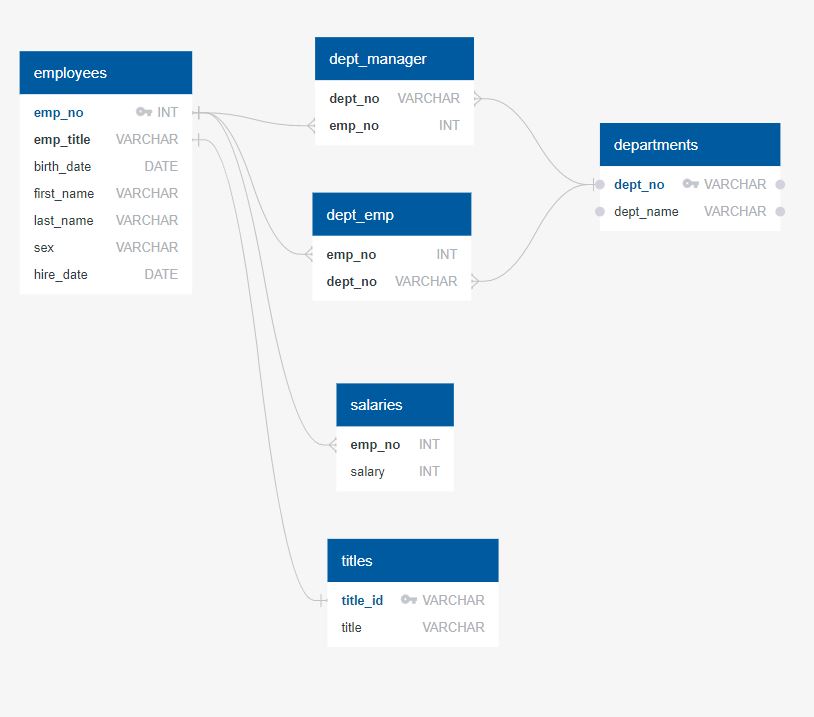 employees
emp_no INT
emp_title VARCHAR
birth_date DATE
first_name VARCHAR
last_name VARCHAR
sex VARCHAR
hire_date DATE
dept_manager
dept_no VARCHAR
emp_no INT
dept_emp
emp_no INT
dept_no VARCHAR
departments
dept_no VARCHAR
dept_name VARCHAR
salaries
emp_no INT
salary INT
titles
title_id VARCHAR
title VARCHAR